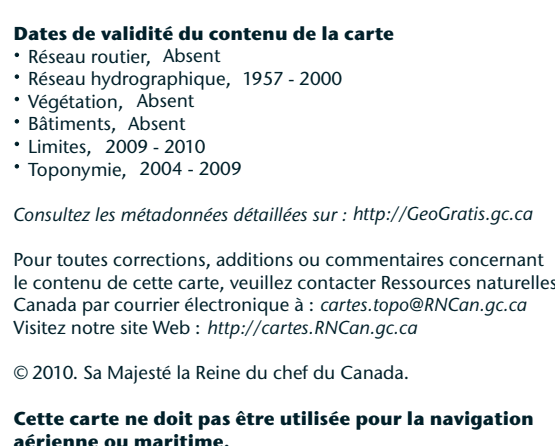 Dates de validité du contenu de la carte
• Réseau routier, Absent
• Réseau hydrographique, 1957 - 2000
• Végétation, Absent
• Bâtiments, Absent
• Limites, 2009 - 2010
• Toponymie, 2004 - 2009
Consultez les métadonnées détaillées sur : http://GeoGratis.gc.ca
Pour toutes corrections, additions ou commentaires concernant
le contenu de cette carte, veuillez contacter Ressources naturelles
Canada par courrier électronique à : cartes.topo@RNCan.gc.ca
Visitez notre site Web : http://cartes.RNCan.gc.ca
© 2010. Sa Majesté la Reine du chef du Canada.
Cette carte ne doit pas être utilisée pour la navigation
aérienne ou maritime.